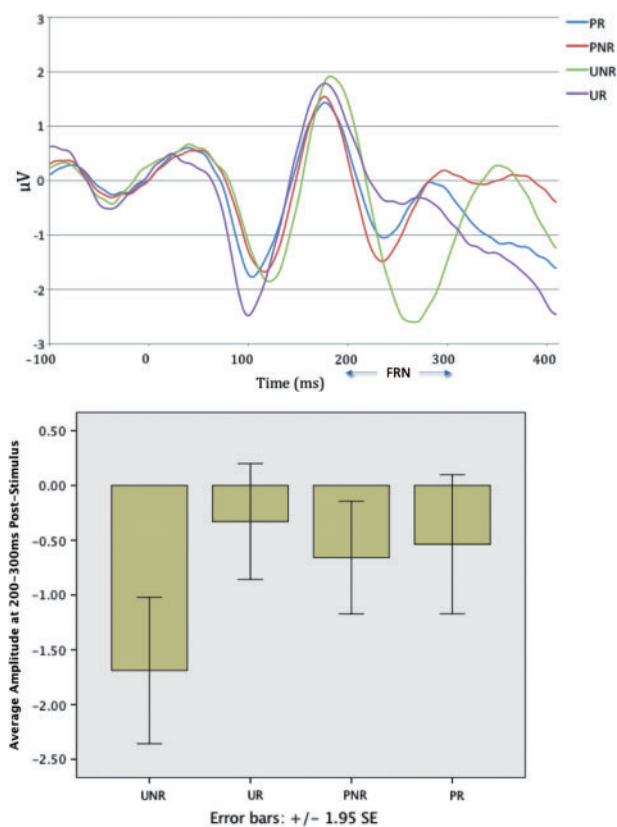 3
2
1
0
-1
-2
-3
μV
-100
0
100
200
300
400
Time (ms)
FRN
PR
PNR
UNR
UR
0.50
0.00
-0.50
-1.00
-1.50
-2.00
-2.50
Average Amplitude at 200-300ms Post-Stimulus
UNR UR PNR PR
Error bars: +/- 1.95 SE